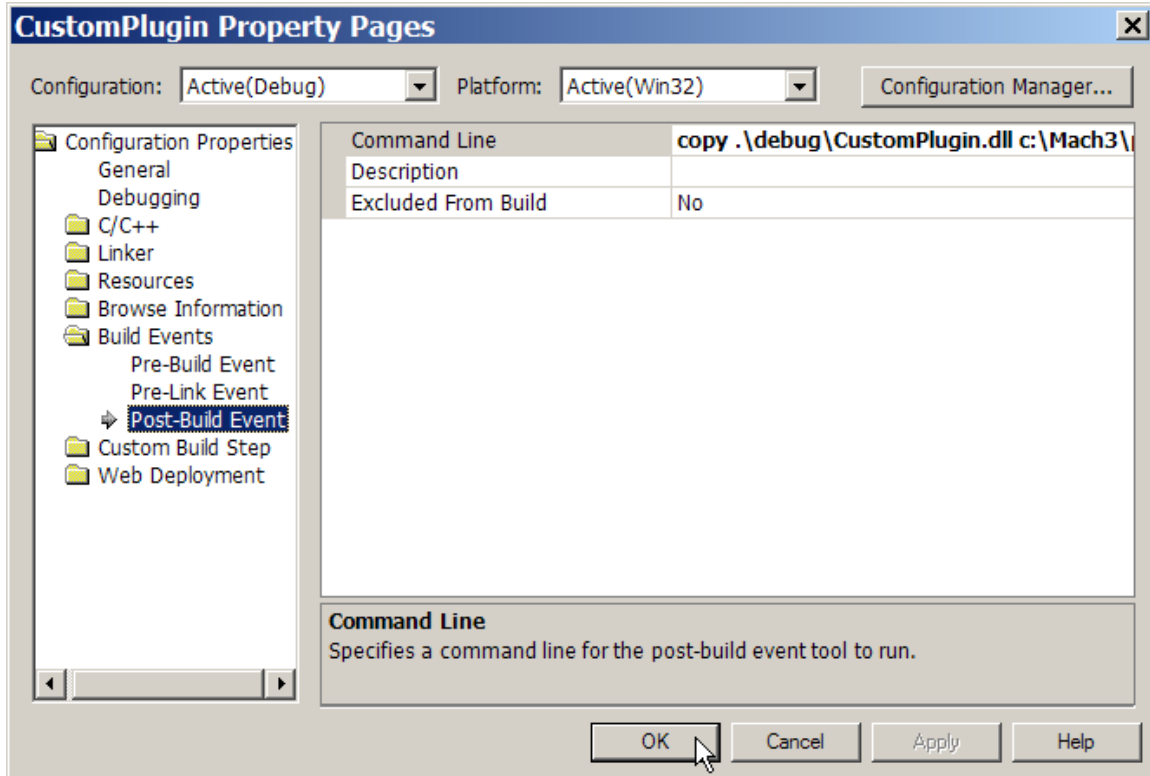 CustomPlugin Property Pages
Configuration: Active(Debug) Platform: Active(Win32) Configuration Manager...
Configuration Properties
General
Debugging
C/C++
Linker
Resources
Browse Information
Build Events
Pre-Build Event
Pre-Link Event
Post-Build Event
Custom Build Step
Web Deployment
Command Line copy .\debug\CustomPlugin.dll c:\Mach3\
Description
Excluded From Build No
Command Line
Specifies a command line for the post-build event tool to run.
OK Cancel Apply Help